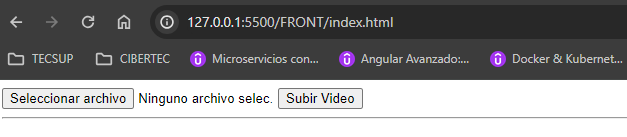 127.0.0.1:5500/FRONT/index.html
TECSUP CIBERTEC Microservicios con... Angular Avanzado:... Docker & Kubernet...
Seleccionar archivo Ninguno archivo selec. Subir Video